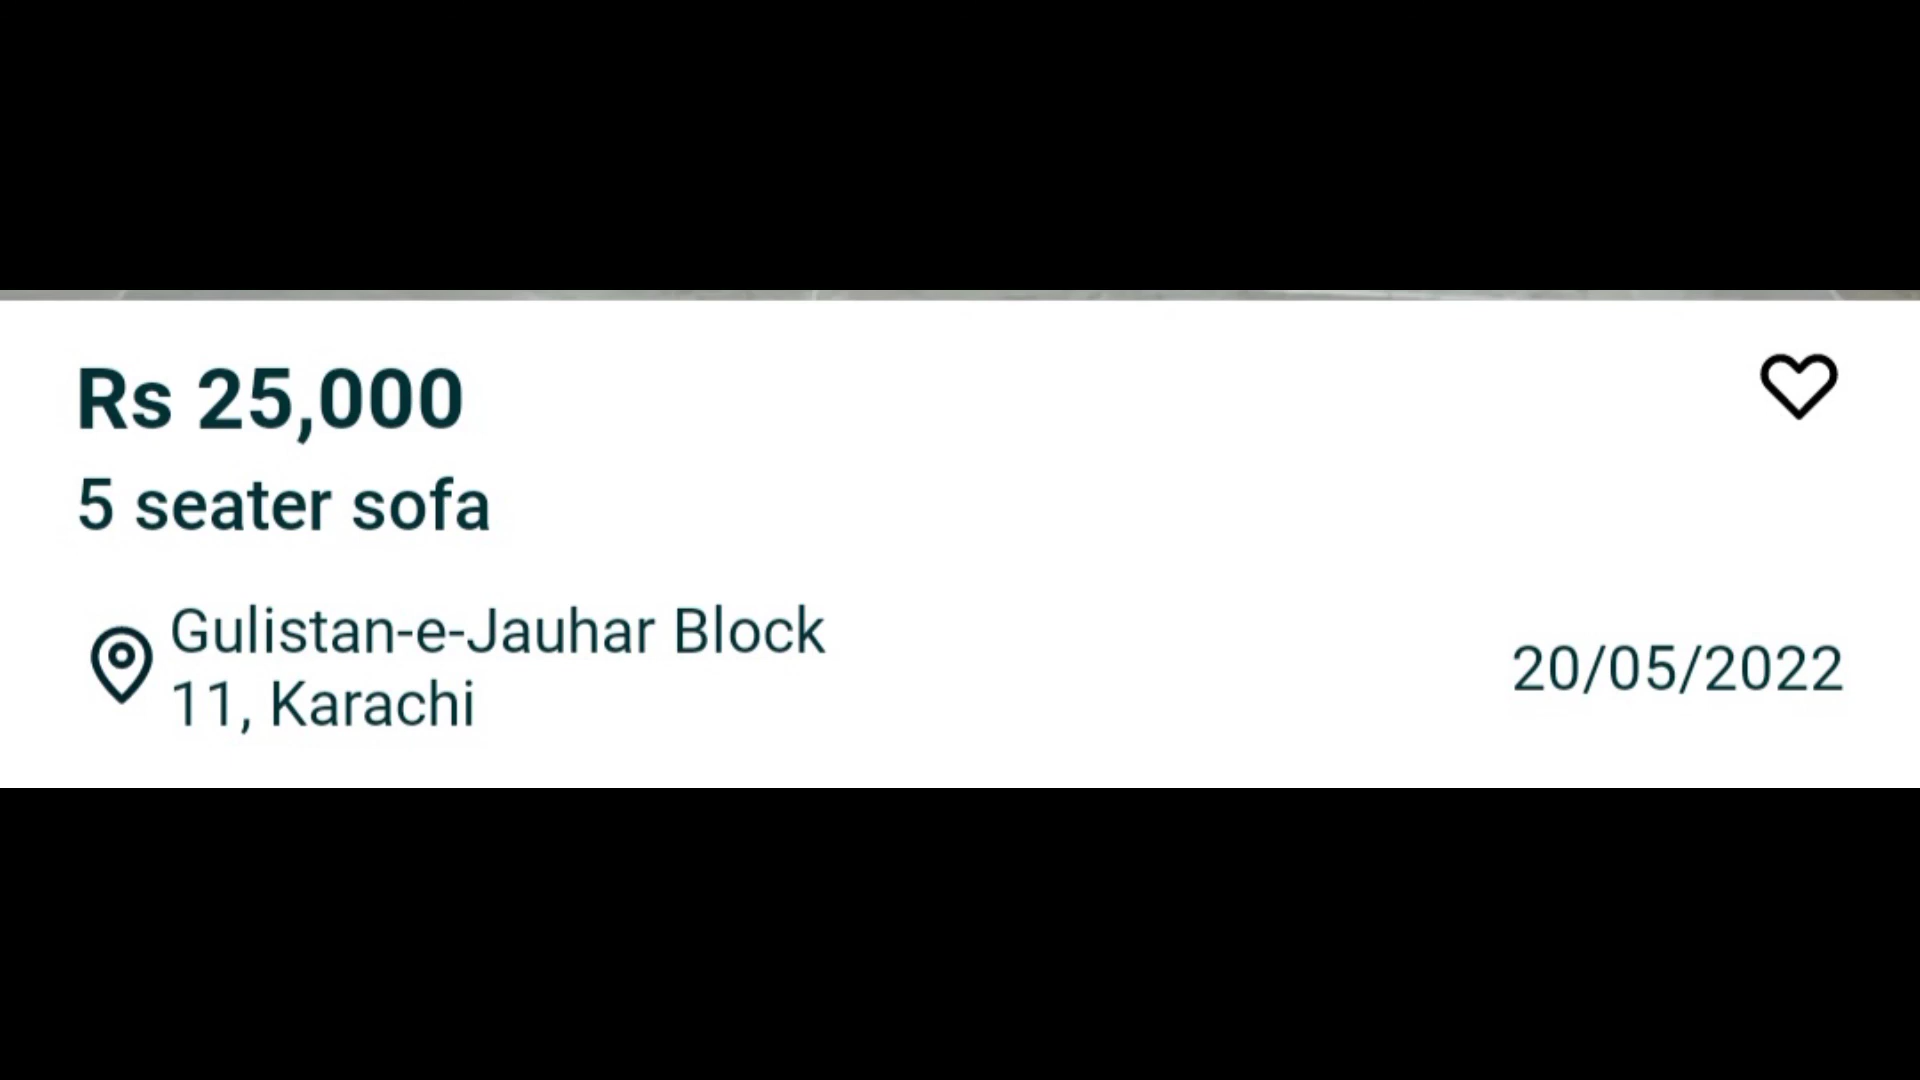 Rs 25,000
5 seater sofa
Gulistan-e-Jauhar Block
11, Karachi
20/05/2022